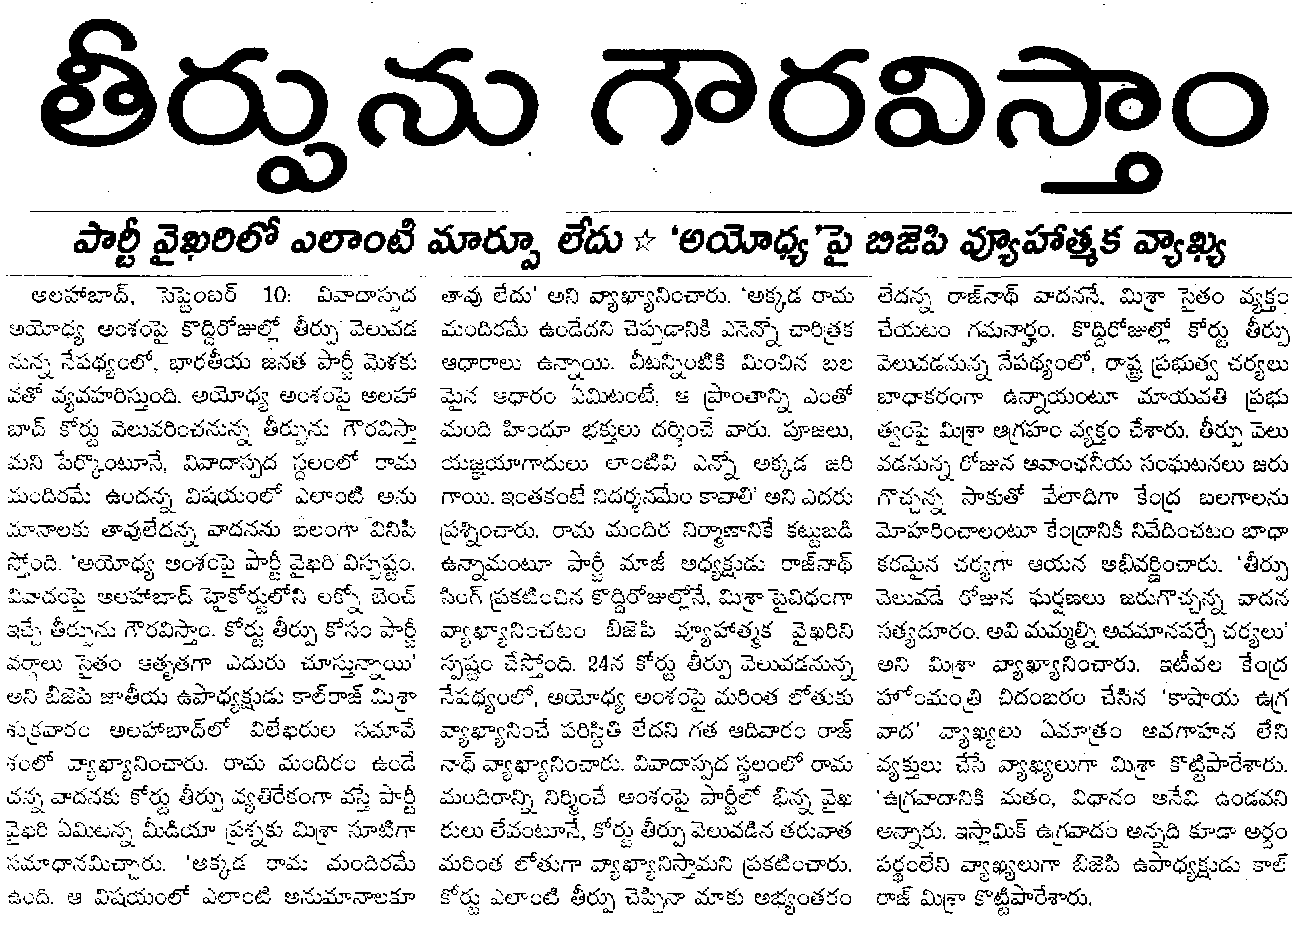 తీర్పును గౌరవిస్తాం
పార్టీ వైఖరిలో ఎలాంటి మార్పూ లేదు ☆ 'అయోధ్య'పై బిజెపి వ్యూహాత్మక వ్యాఖ్య
అలహాబాద్, సెప్టెంబర్ 10: వివాదాస్పద
అయోధ్య అంశంపై కొద్దిరోజుల్లో తీర్పు వెలువడ
నున్న నేపథ్యంలో, భారతీయ జనత పార్టీ మెళకు
వతో వ్యవహరిస్తుంది. అయోధ్య అంశంపై అలహా
బాద్ కోర్టు వెలువరించనున్న తీర్పును గౌరవిస్తా
మని పేర్కొంటూనే, వివాదాస్పద స్థలంలో రామ
మందిరమే ఉందన్న విషయంలో ఎలాంటి అను
మానాలకు తావులేదన్న వాదనను బలంగా వినిపి
స్తోంది. 'అయోధ్య అంశంపై పార్టీ వైఖరి విస్పష్టం.
వివాదంపై అలహాబాద్ హైకోర్టులోని లక్నో బెంచ్
ఇచ్చే తీర్పును గౌరవిస్తాం. కోర్టు తీర్పు కోసం పార్టీ
వర్గాలు సైతం ఆతృతగా ఎదురు చూస్తున్నాయి'
అని బిజెపి జాతీయ ఉపాధ్యక్షుడు కాల్‌రాజ్ మిశ్రా
శుక్రవారం అలహాబాద్‌లో విలేఖరుల సమావే
శంలో వ్యాఖ్యానించారు. రామ మందిరం ఉండే
దన్న వాదనకు కోర్టు తీర్పు వ్యతిరేకంగా వస్తే పార్టీ
వైఖరి ఏమిటన్న మీడియా ప్రశ్నకు మిశ్రా సూటిగా
సమాధానమిచ్చారు. 'అక్కడ రామ మందిరమే
ఉంది. ఆ విషయంలో ఎలాంటి అనుమానాలకూ
తావు లేదు' అని వ్యాఖ్యానించారు. 'అక్కడ రామ
మందిరమే ఉండేదని చెప్పడానికి ఎనెన్నో చారిత్రక
ఆధారాలు ఉన్నాయి. వీటన్నింటికి మించిన బల
మైన ఆధారం ఏమిటంటే, ఆ ప్రాంతాన్ని ఎంతో
మంది హిందూ భక్తులు దర్శించే వారు. పూజలు,
యజ్ఞయాగాదులు లాంటివి ఎన్నో అక్కడ జరి
గాయి. ఇంతకంటే నిదర్శనమేం కావాలి' అని ఎదరు
ప్రశ్నించారు. రామ మందిర నిర్మాణానికే కట్టుబడి
ఉన్నామంటూ పార్టీ మాజీ అధ్యక్షుడు రాజ్‌నాథ్
సింగ్ ప్రకటించిన కొద్దిరోజుల్లోనే, మిశ్రా పైవిధంగా
వ్యాఖ్యానించటం బీజెపి వ్యూహాత్మక వైఖరిని
స్పష్టం చేస్తోంది. 24న కోర్టు తీర్పు వెలువడనున్న
నేపథ్యంలో, అయోధ్య అంశంపై మరింత లోతుకు
వ్యాఖ్యానించే పరిస్థితి లేదని గత ఆదివారం రాజ్
నాథ్ వ్యాఖ్యానించారు. వివాదాస్పద స్థలంలో రామ
మందిరాన్ని నిర్మించే అంశంపై పార్టీలో భిన్న వైఖ
రులు లేవంటూనే, కోర్టు తీర్పు వెలువడిన తరువాత
మరింత లోతుగా వ్యాఖ్యానిస్తామని ప్రకటించారు.
కోర్టు ఎలాంటి తీర్పు చెప్పినా మాకు అభ్యంతరం
లేదన్న రాజ్‌నాథ్ వాదననే, మిశ్రా సైతం వ్యక్తం
చేయటం గమనార్హం. కొద్దిరోజుల్లో కోర్టు తీర్పు
వెలువడనున్న నేపథ్యంలో, రాష్ట్ర ప్రభుత్వ చర్యలు
బాధాకరంగా ఉన్నాయంటూ మాయవతి ప్రభు
త్వంపై మిశ్రా ఆగ్రహం వ్యక్తం చేశారు. తీర్పు వెలు
వడనున్న రోజున అవాంఛనీయ సంఘటనలు జరు
గొచ్చన్న సాకుతో వేలాదిగా కేంద్ర బలగాలను
మోహరించాలంటూ కేంద్రానికి నివేదించటం బాధా
కరమైన చర్యగా ఆయన అభివర్ణించారు. 'తీర్పు
వెలువడే రోజున ఘర్షణలు జరుగొచ్చన్న వాదన
సత్యదూరం. అవి మమ్మల్ని అవమానపర్చే చర్యలు'
అని మిశ్రా వ్యాఖ్యానించారు. ఇటీవల కేంద్ర
హోంమంత్రి చిదంబరం చేసిన 'కాషాయ ఉగ్ర
వాద' వ్యాఖ్యలు ఏమాత్రం అవగాహన లేని
వ్యక్తులు చేసే వ్యాఖ్యలుగా మిశ్రా కొట్టిపారేశారు.
'ఉగ్రవాదానికి మతం, విధానం అనేవి ఉండవని
అన్నారు. ఇస్లామిక్ ఉగ్రవాదం అన్నది కూడా అర్థం
పర్థంలేని వ్యాఖ్యలుగా బీజెపి ఉపాధ్యక్షుడు కాల్
రాజ్ మిశ్రా కొట్టిపారేశారు.